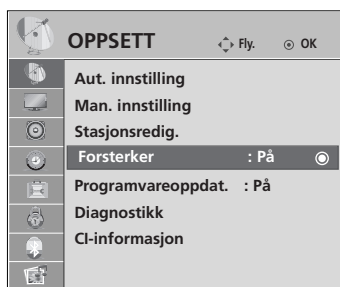 OPPSETT Fly. OK
Aut. innstilling
Man. innstilling
Stasjonsredig.
Forsterker : På
Programvareoppdat. : På
Diagnostikk
CI-informasjon